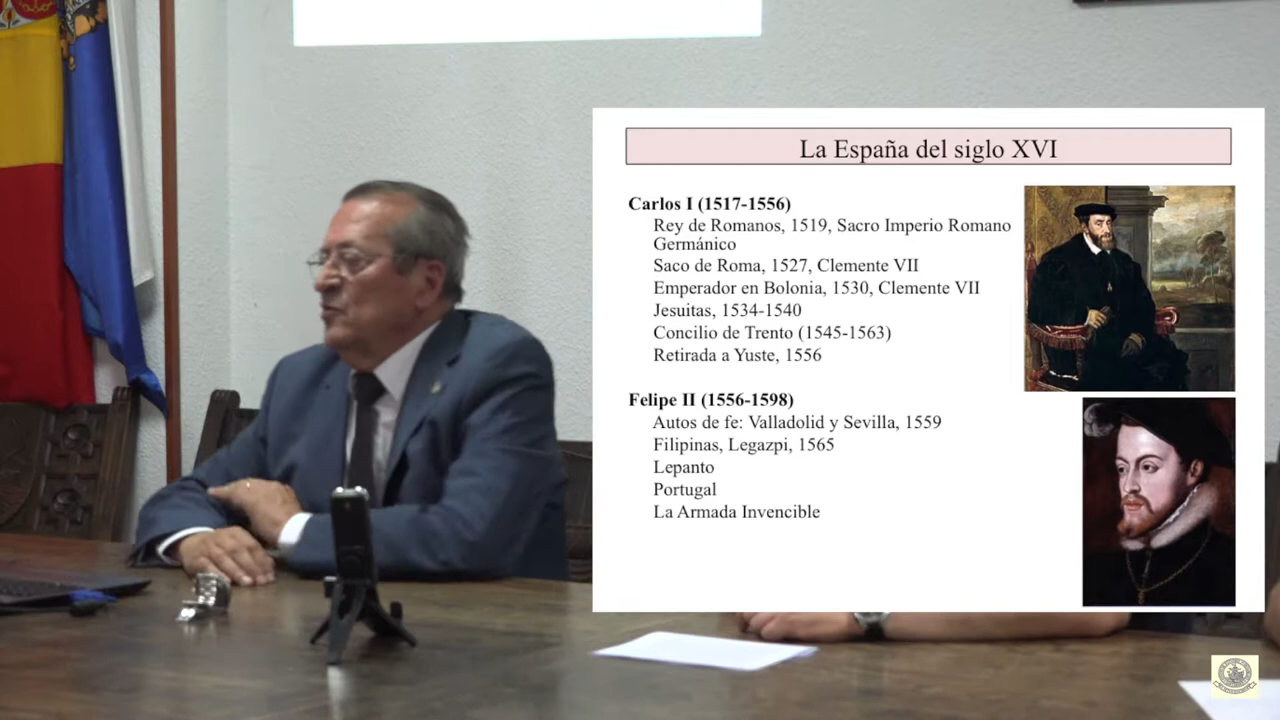 La España del siglo XVI
Carlos I (1517-1556)
Rey de Romanos, 1519, Sacro Imperio Romano
Germánico
Saco de Roma, 1527, Clemente VII
Emperador en Bolonia, 1530, Clemente VII
Jesuitas, 1534-1540
Concilio de Trento (1545-1563)
Retirada a Yuste, 1556
Felipe II (1556-1598)
Autos de fe: Valladolid y Sevilla, 1559
Filipinas, Legazpi, 1565
Lepanto
Portugal
La Armada Invencible